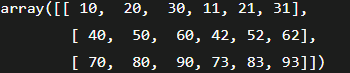 array([[ 10,  20,  30, 11, 21, 31],
       [ 40,  50,  60, 42, 52, 62],
       [ 70,  80,  90, 73, 83, 93]])